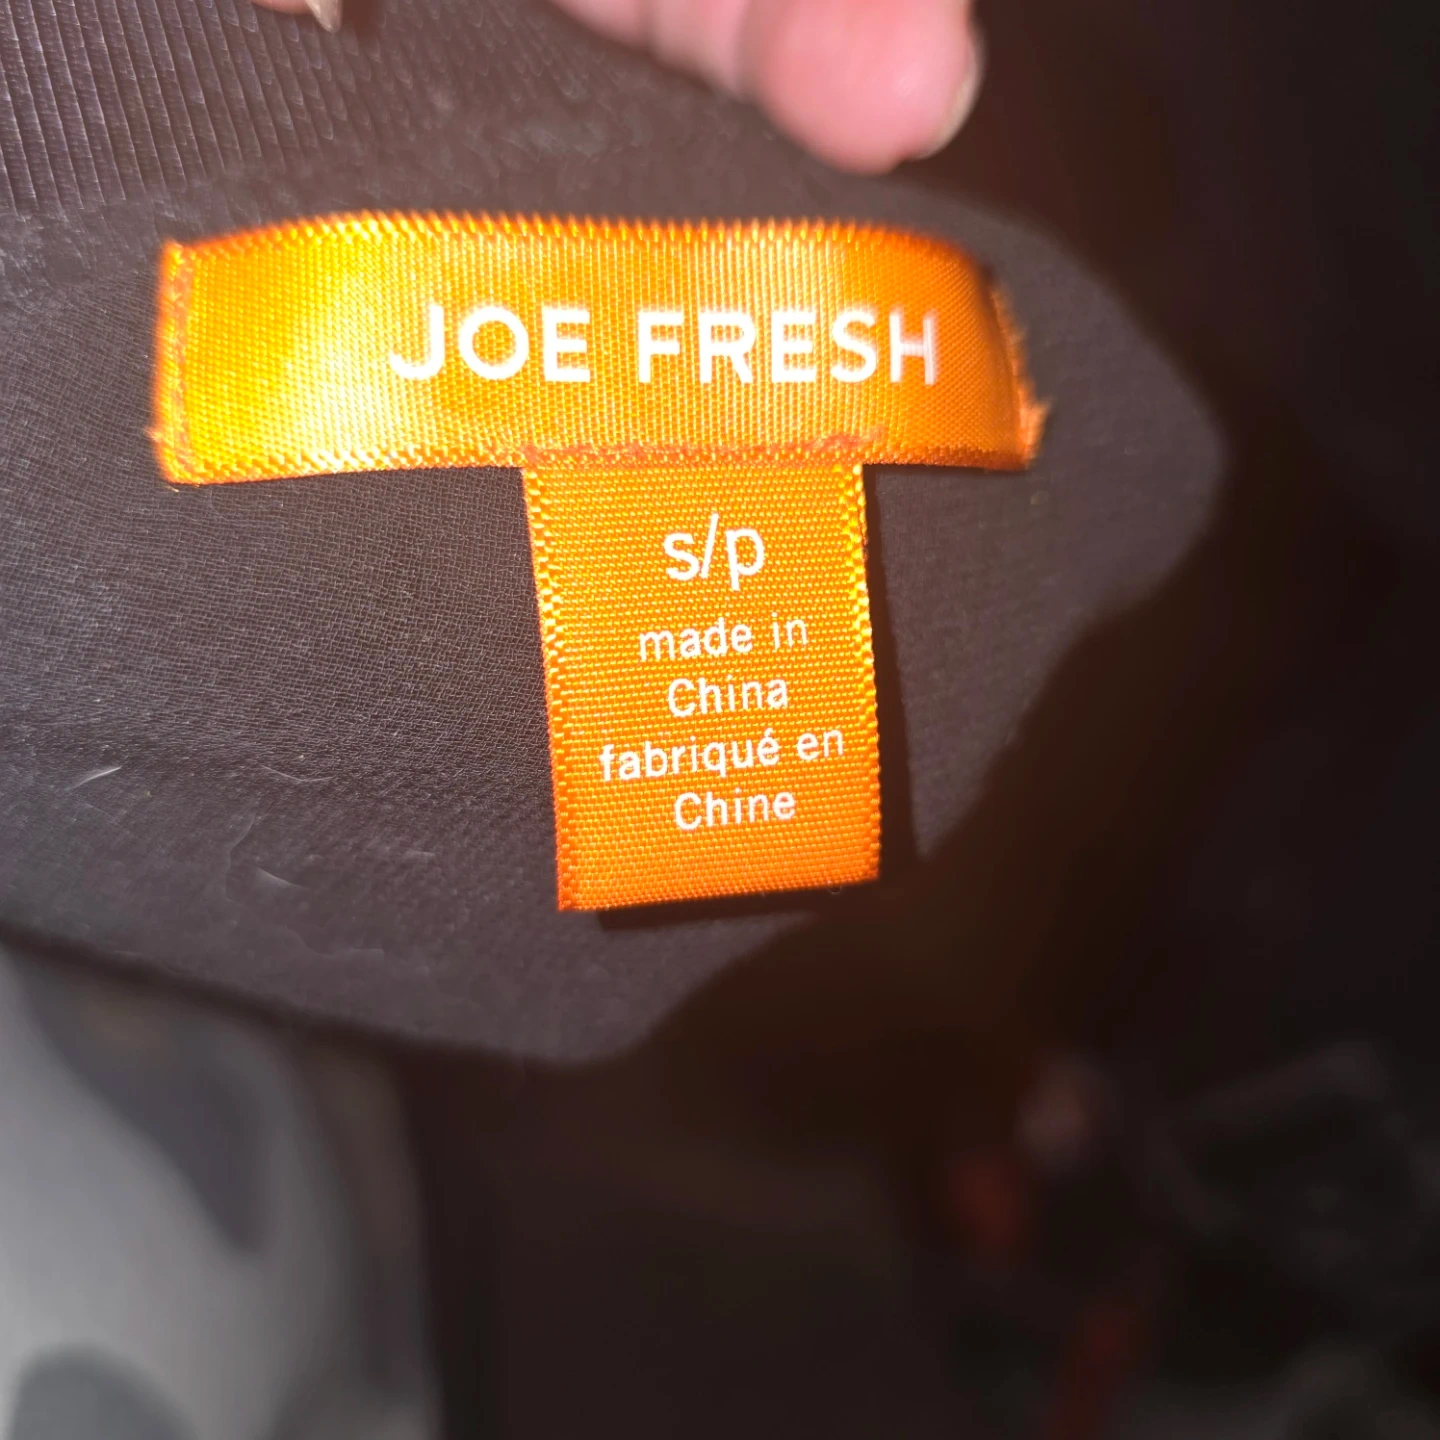 JOE FRESH
s/p
made in
China
fabriqué en
Chine